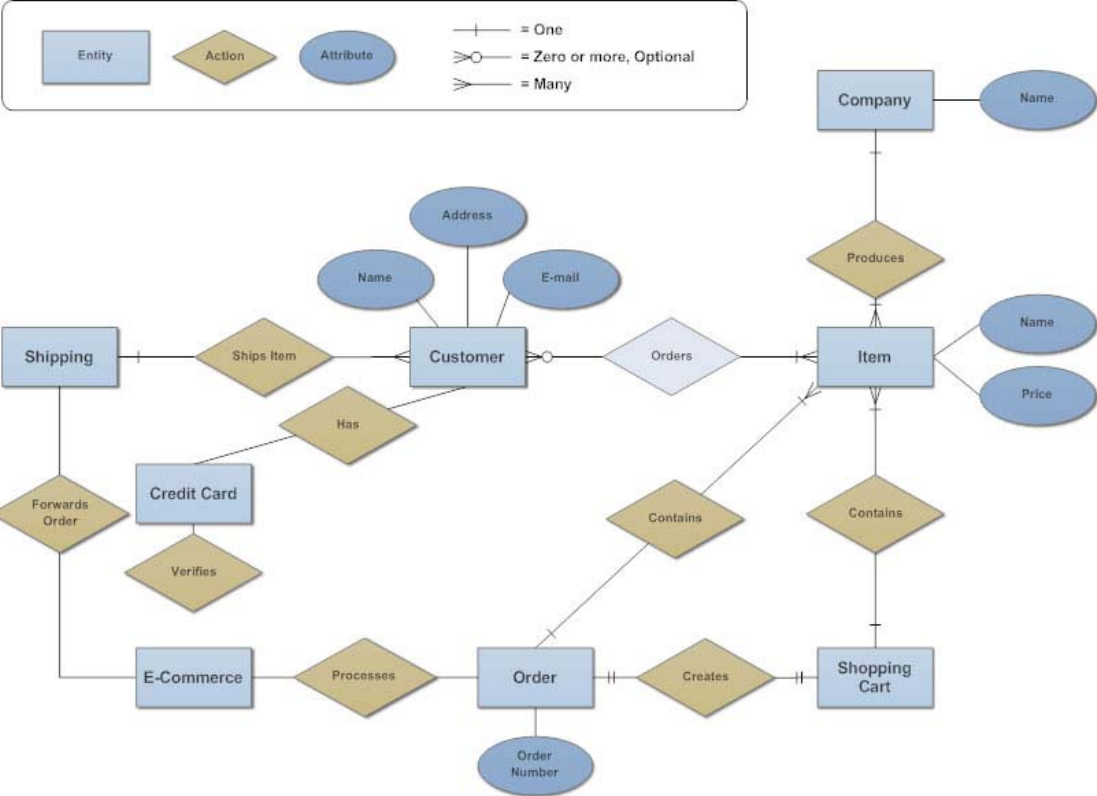 Entity
Action
Attribute
= One
= Zero or more, Optional
= Many
Company
Name
Address
Name
E-mail
Produces
Shipping
Ships Item
Customer
Orders
Item
Name
Price
Has
Credit Card
Forwards
Order
Contains
Contains
Verifies
E-Commerce
Processes
Order
Creates
Shopping
Cart
Order
Number